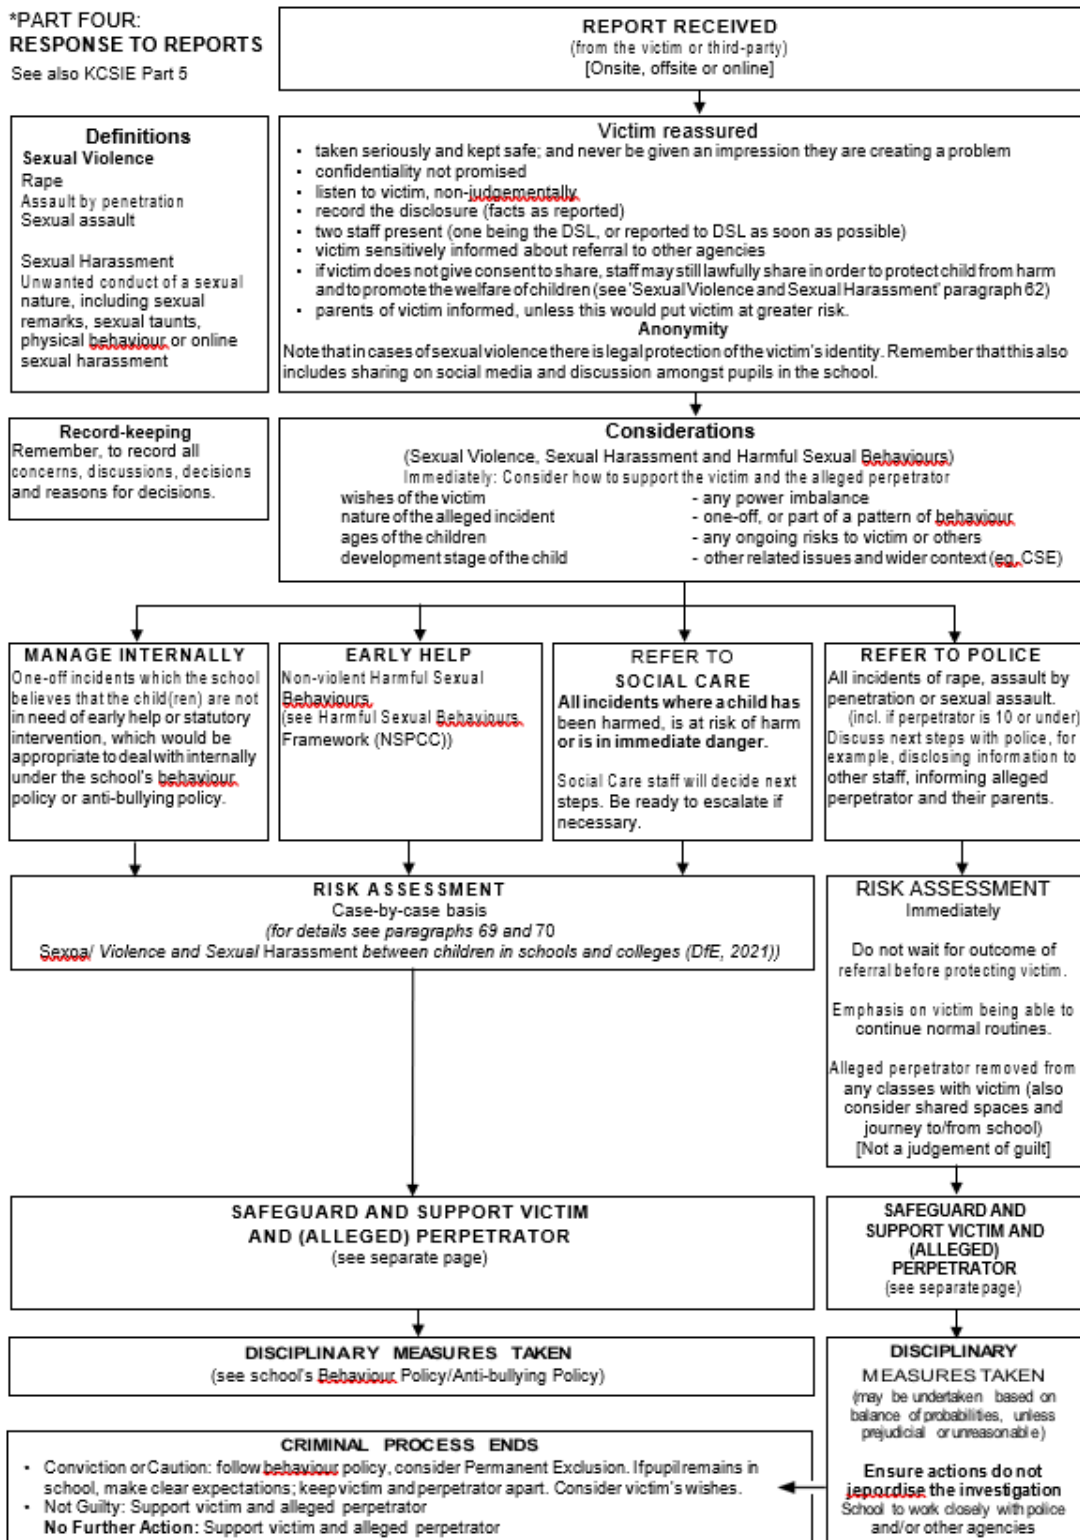 *PART FOUR:
RESPONSE TO REPORTS
See also KCSIE Part 5
REPORT RECEIVED
(from the victim or third-party)
[Onsite, offsite or online]
Definitions
Sexual Violence
Rape
Assault by penetration
Sexual assault
Sexual Harassment
Unwanted conduct of a sexual
nature, including sexual
remarks, sexual taunts,
physical behaviour or online
sexual harassment
Victim reassured
• taken seriously and kept safe; and never be given an impression they are creating a problem
• confidentiality not promised
• listen to victim, non-judgementally
• record the disclosure (facts as reported)
• two staff present (one being the DSL, or reported to DSL as soon as possible)
• victim sensitively informed about referral to other agencies
• if victim does not give consent to share, staff may still lawfully share in order to protect child from harm
and to promote the welfare of children (see 'Sexual Violence and Sexual Harassment' paragraph 62)
• parents of victim informed, unless this would put victim at greater risk.
Anonymity
Note that in cases of sexual violence there is legal protection of the victim's identity. Remember that this also
includes sharing on social media and discussion amongst pupils in the school.
Record-keeping
Remember, to record all
concerns, discussions, decisions
and reasons for decisions.
Considerations
(Sexual Violence, Sexual Harassment and Harmful Sexual Behaviours)
Immediately: Consider how to support the victim and the alleged perpetrator
wishes of the victim - any power imbalance
nature of the alleged incident - one-off, or part of a pattern of behaviour
ages of the children - any ongoing risks to victim or others
development stage of the child - other related issues and wider context (eg. CSE)
MANAGE INTERNALLY
One-off incidents which the school
believes that the child(ren) are not
in need of early help or statutory
intervention, which would be
appropriate to deal with internally
under the school's behaviour
policy or anti-bullying policy.
EARLY HELP
Non-violent Harmful Sexual
Behaviours
(see Harmful Sexual Behaviours
Framework (NSPCC))
REFER TO
SOCIAL CARE
All incidents where a child has
been harmed, is at risk of harm
or is in immediate danger.
Social Care staff will decide next
steps. Be ready to escalate if
necessary.
REFER TO POLICE
All incidents of rape, assault by
penetration or sexual assault.
(incl. if perpetrator is 10 or under)
Discuss next steps with police, for
example, disclosing information to
other staff, informing alleged
perpetrator and their parents.
RISK ASSESSMENT
Case-by-case basis
(for details see paragraphs 69 and 70
Sexpa/ Violence and Sexual Harassment between children in schools and colleges (DfE, 2021))
RISK ASSESSMENT
Immediately
Do not wait for outcome of
referral before protecting victim.
Emphasis on victim being able to
continue normal routines.
Alleged perpetrator removed from
any classes with victim (also
consider shared spaces and
journey to/from school)
[Not a judgement of guilt]
SAFEGUARD AND SUPPORT VICTIM
AND (ALLEGED) PERPETRATOR
(see separate page)
SAFEGUARD AND
SUPPORT VICTIM AND
(ALLEGED)
PERPETRATOR
(see separate page)
DISCIPLINARY MEASURES TAKEN
(see school's Behaviour Policy/Anti-bullying Policy)
DISCIPLINARY
MEASURES TAKEN
(may be undertaken based on
balance of probabilities, unless
prejudicial or unreasonable)
Ensure actions do not
jepordise the investigation
School to work closely with police
and/or other agencies
CRIMINAL PROCESS ENDS
• Conviction or Caution: follow behaviour policy, consider Permanent Exclusion. If pupil remains in
school, make clear expectations; keep victim and perpetrator apart. Consider victim's wishes.
• Not Guilty: Support victim and alleged perpetrator
No Further Action: Support victim and alleged perpetrator